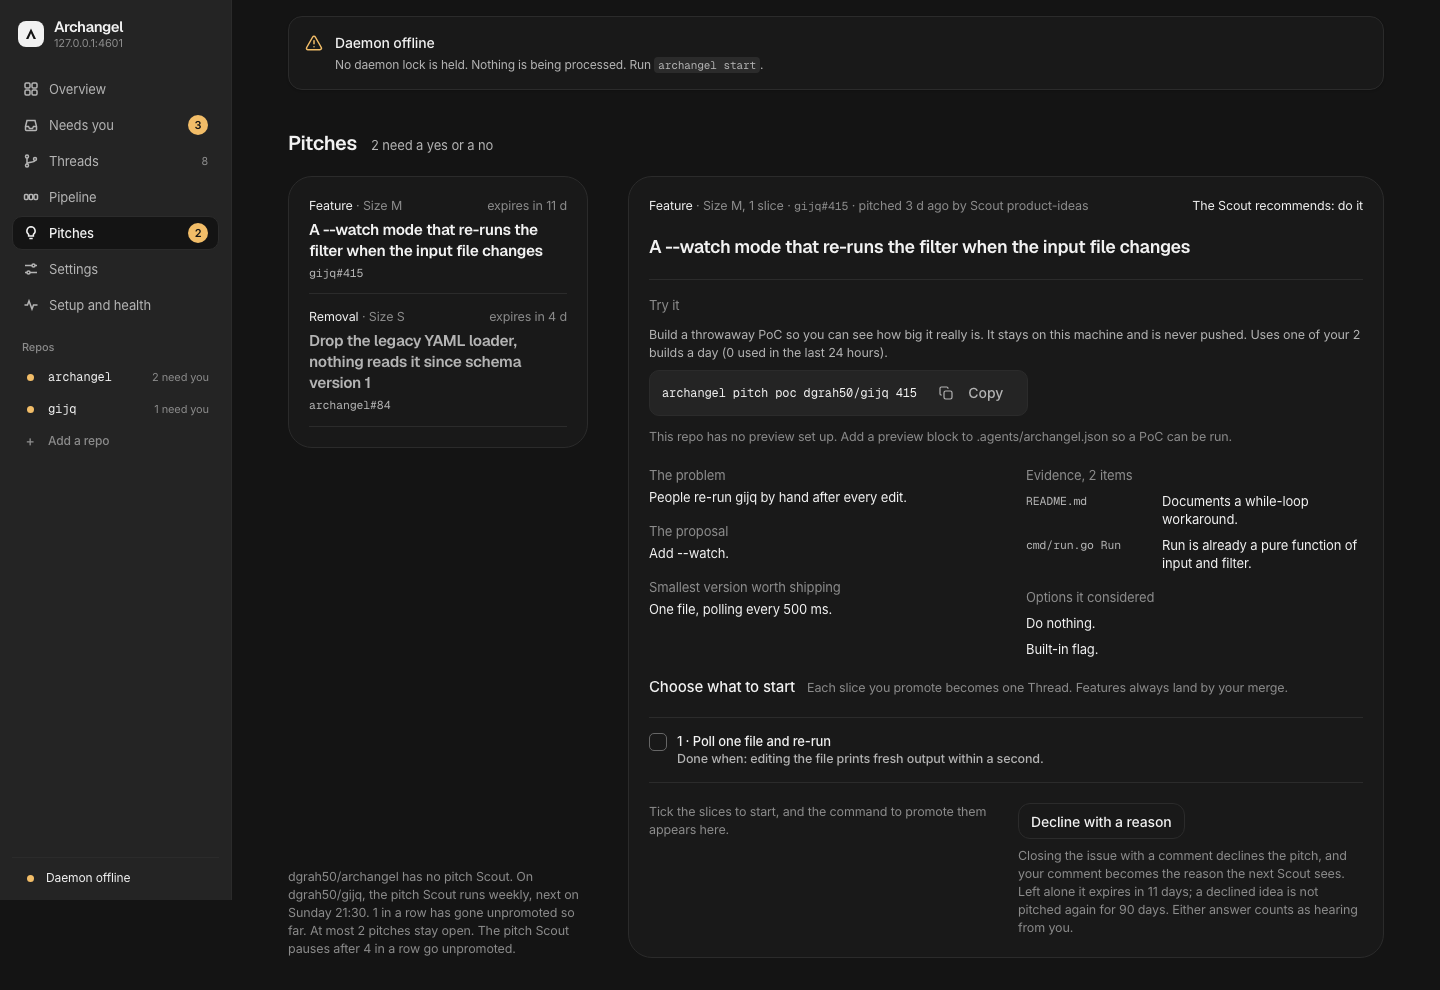 Archangel
127.0.0.1:4601
Overview
Needs you 3
Threads 8
Pipeline
Pitches 2
Settings
Setup and health
Repos
archangel 2 need you
gijq 1 need you
+ Add a repo
Daemon offline
Daemon offline
No daemon lock is held. Nothing is being processed. Run archangel start.
Pitches 2 need a yes or a no
Feature · Size M expires in 11 d
A --watch mode that re-runs the
filter when the input file changes
gijq#415
Removal · Size S expires in 4 d
Drop the legacy YAML loader,
nothing reads it since schema
version 1
archangel#84
dgrah50/archangel has no pitch Scout. On
dgrah50/gijq, the pitch Scout runs weekly, next on
Sunday 21:30. 1 in a row has gone unpromoted so
far. At most 2 pitches stay open. The pitch Scout
pauses after 4 in a row go unpromoted.
Feature · Size M, 1 slice · gijq#415 · pitched 3 d ago by Scout product-ideas The Scout recommends: do it
A --watch mode that re-runs the filter when the input file changes
Try it
Build a throwaway PoC so you can see how big it really is. It stays on this machine and is never pushed. Uses one of your 2
builds a day (0 used in the last 24 hours).
archangel pitch poc dgrah50/gijq 415 Copy
This repo has no preview set up. Add a preview block to .agents/archangel.json so a PoC can be run.
The problem
People re-run gijq by hand after every edit.
The proposal
Add --watch.
Smallest version worth shipping
One file, polling every 500 ms.
Evidence, 2 items
README.md Documents a while-loop
workaround.
cmd/run.go Run Run is already a pure function of
input and filter.
Options it considered
Do nothing.
Built-in flag.
Choose what to start Each slice you promote becomes one Thread. Features always land by your merge.
1 · Poll one file and re-run
Done when: editing the file prints fresh output within a second.
Tick the slices to start, and the command to promote them
appears here.
Decline with a reason
Closing the issue with a comment declines the pitch, and
your comment becomes the reason the next Scout sees.
Left alone it expires in 11 days; a declined idea is not
pitched again for 90 days. Either answer counts as hearing
from you.